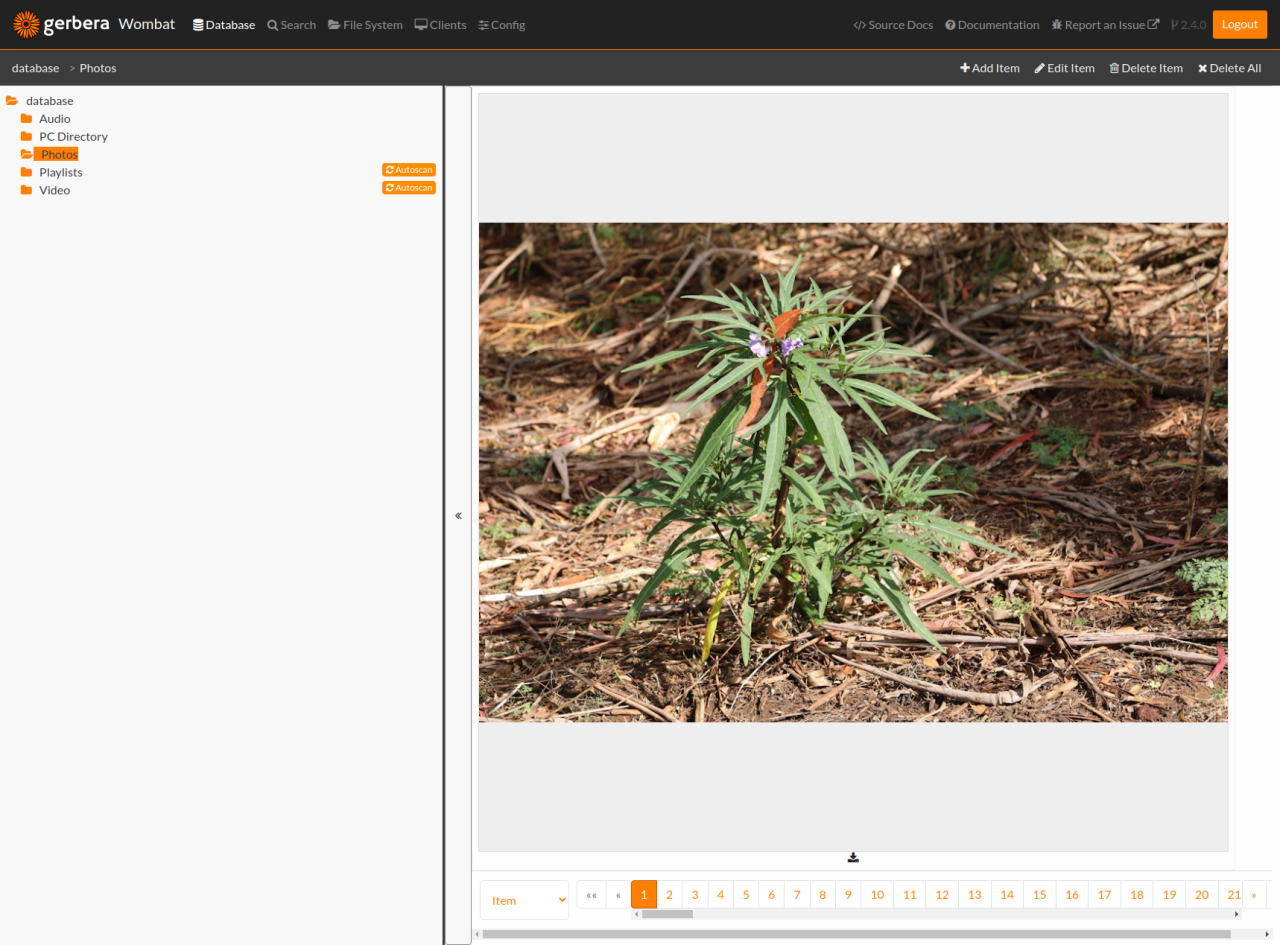 gerbera Wombat Database Search File System Clients Config Source Docs Documentation Report an Issue 2.4.0 Logout
database > Photos Add Item Edit Item Delete Item Delete All
database
Audio
PC Directory
Photos
Playlists Autoscan
Video Autoscan
«
Item «« « 1 2 3 4 5 6 7 8 9 10 11 12 13 14 15 16 17 18 19 20 21 »